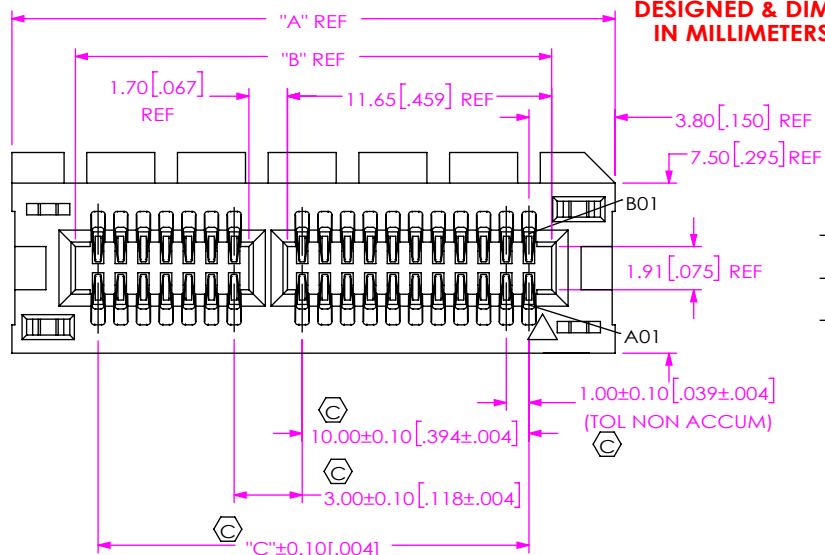 DESIGNED & DIM
IN MILLIMETERS
"A" REF
"B" REF
1.70[.067]
REF
11.65[.459] REF
3.80[.150] REF
7.50[.295]REF
B01
1.91[.075] REF
A01
1.00±0.10[.039±.004]
(TOL NON ACCUM)
C
C
10.00±0.10[.394±.004]
C
3.00±0.10[.118±.004]
C
"C"±0.10[.004]